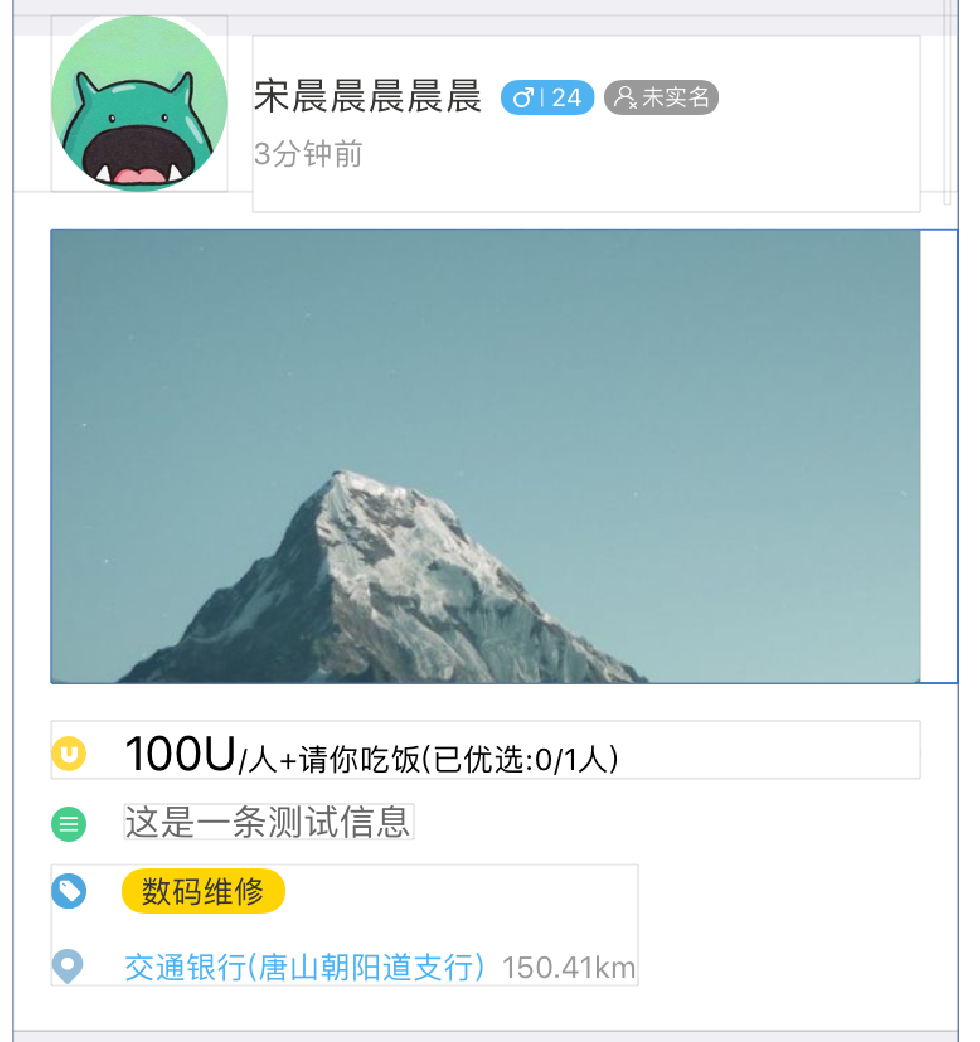 宋晨晨晨晨晨 24 未实名
3分钟前
100U/人+请你吃饭(已优选:0/1人)
这是一条测试信息
数码维修
交通银行(唐山朝阳道支行) 150.41km